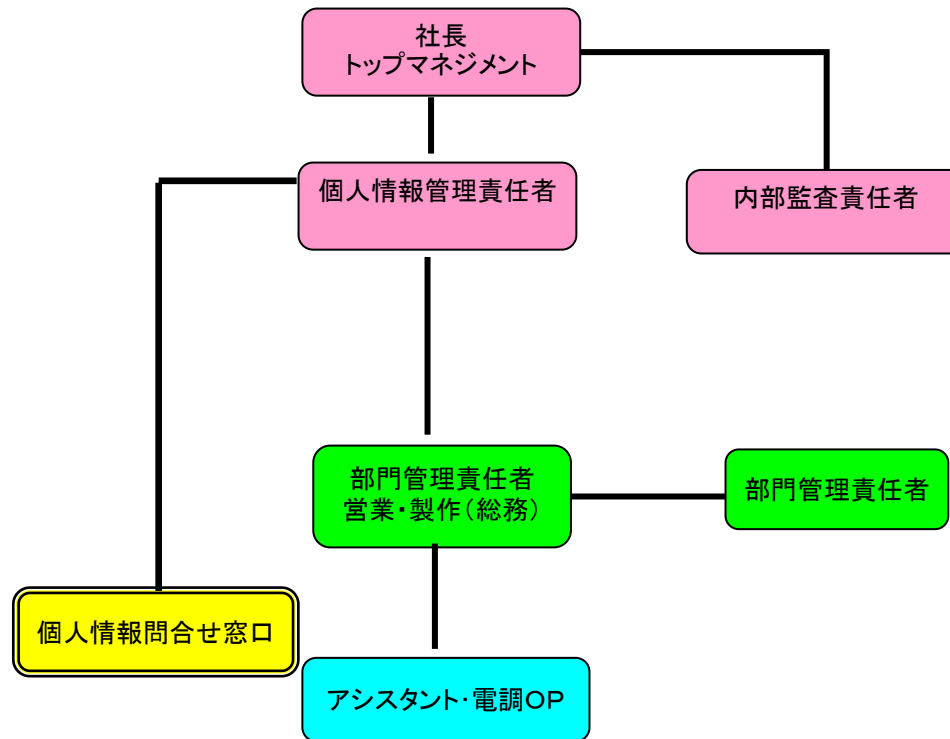 社長
トップマネジメント
個人情報管理責任者
内部監査責任者
部門管理責任者
営業・製作(総務)
部門管理責任者
個人情報問合せ窓口
アシスタント・電調OP